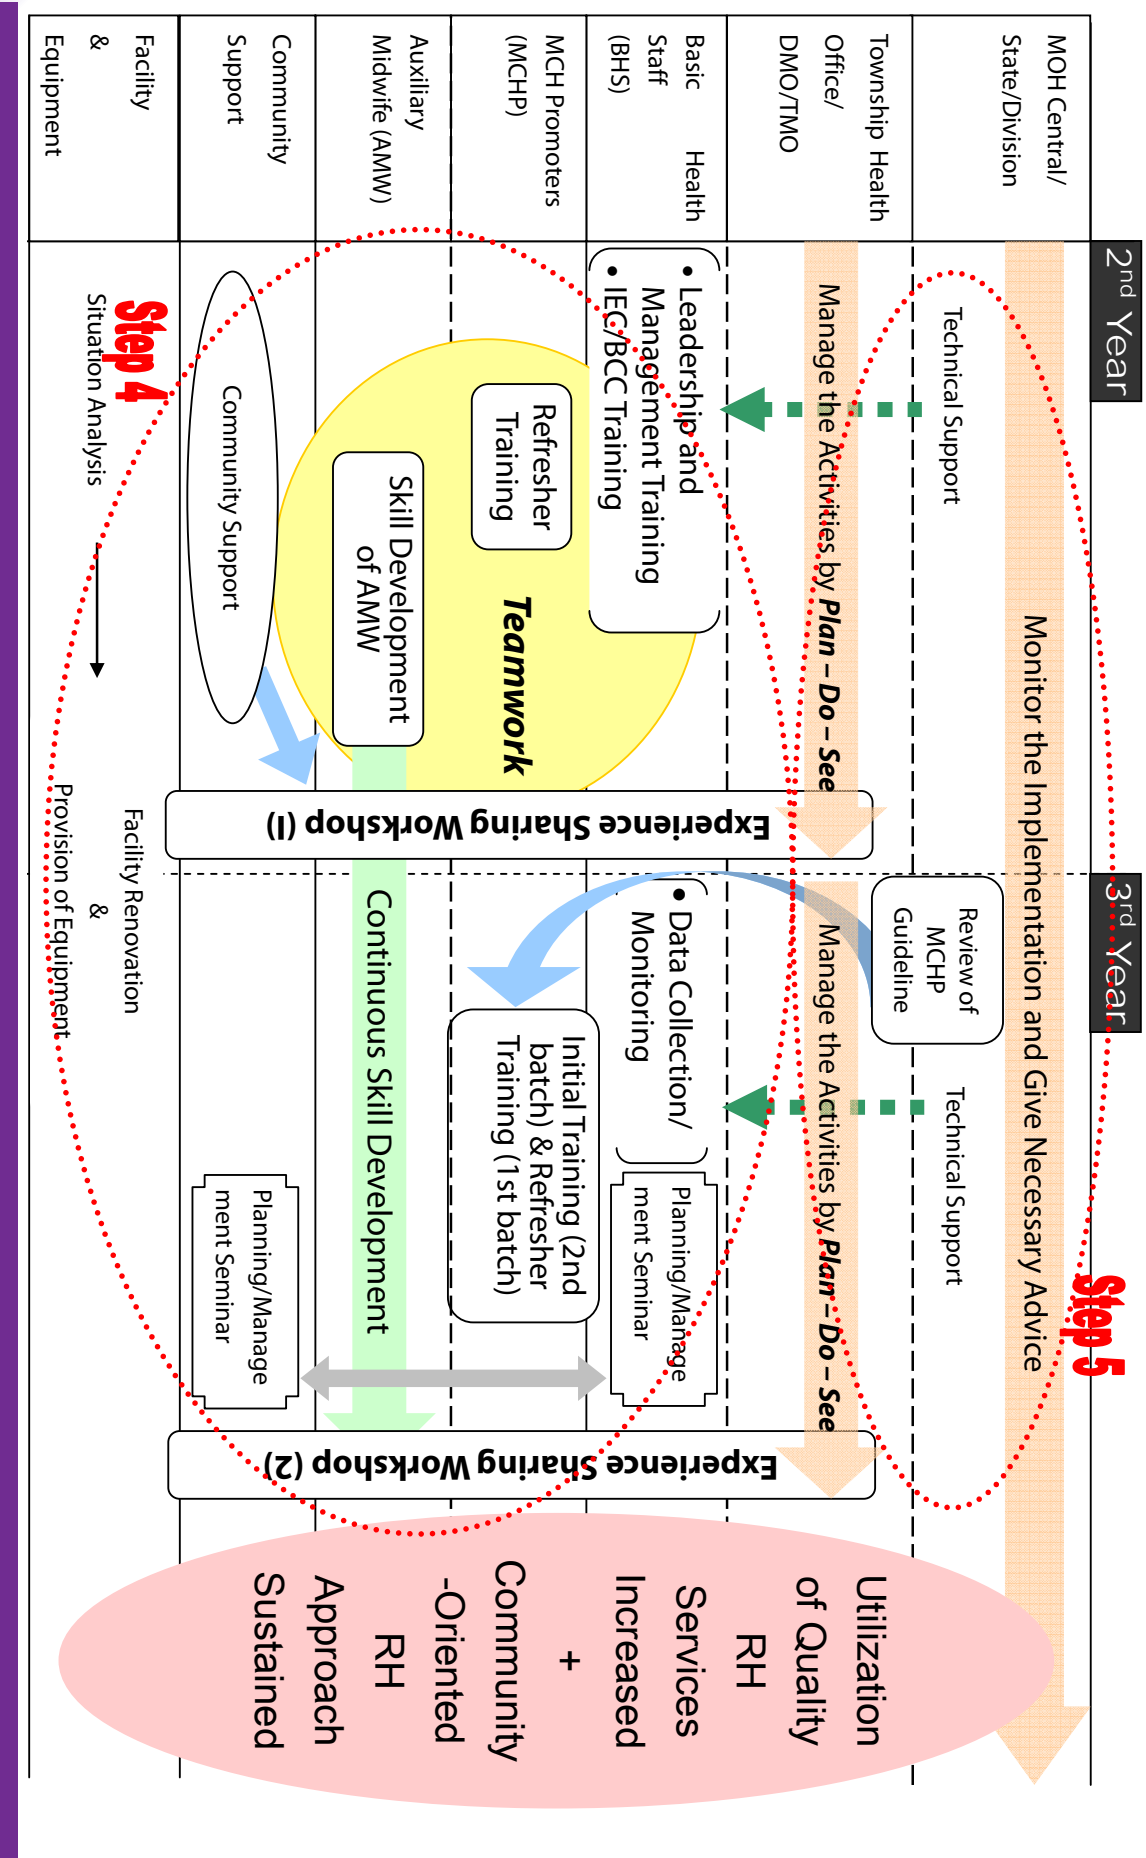 2nd Year
3rd Year
MOH Central/
State/Division
Monitor the Implementation and Give Necessary Advice
Step 5
Township Health
Office/
DMO/TMO
Technical Support
Manage the Activities by Plan – Do – See
Review of
MCHP
Guideline
Technical Support
Manage the Activities by Plan – Do – See
Basic Health
Staff
(BHS)
• Leadership and
Management Training
• IEC/BCC Training
• Data Collection/
Monitoring
Planning/Manage
ment Seminar
MCH Promoters
(MCHP)
Refresher
Training
Teamwork
Initial Training (2nd
batch) & Refresher
Training (1st batch)
Auxiliary
Midwife (AMW)
Skill Development
of AMW
Continuous Skill Development
Community
Support
Community Support
Planning/Manage
ment Seminar
Experience Sharing Workshop (1)
Experience Sharing Workshop (2)
Facility
&
Equipment
Step 4
Situation Analysis
Facility Renovation
&
Provision of Equipment
Utilization
of Quality
RH
Services
Increased
+
Community
-Oriented
RH
Approach
Sustained